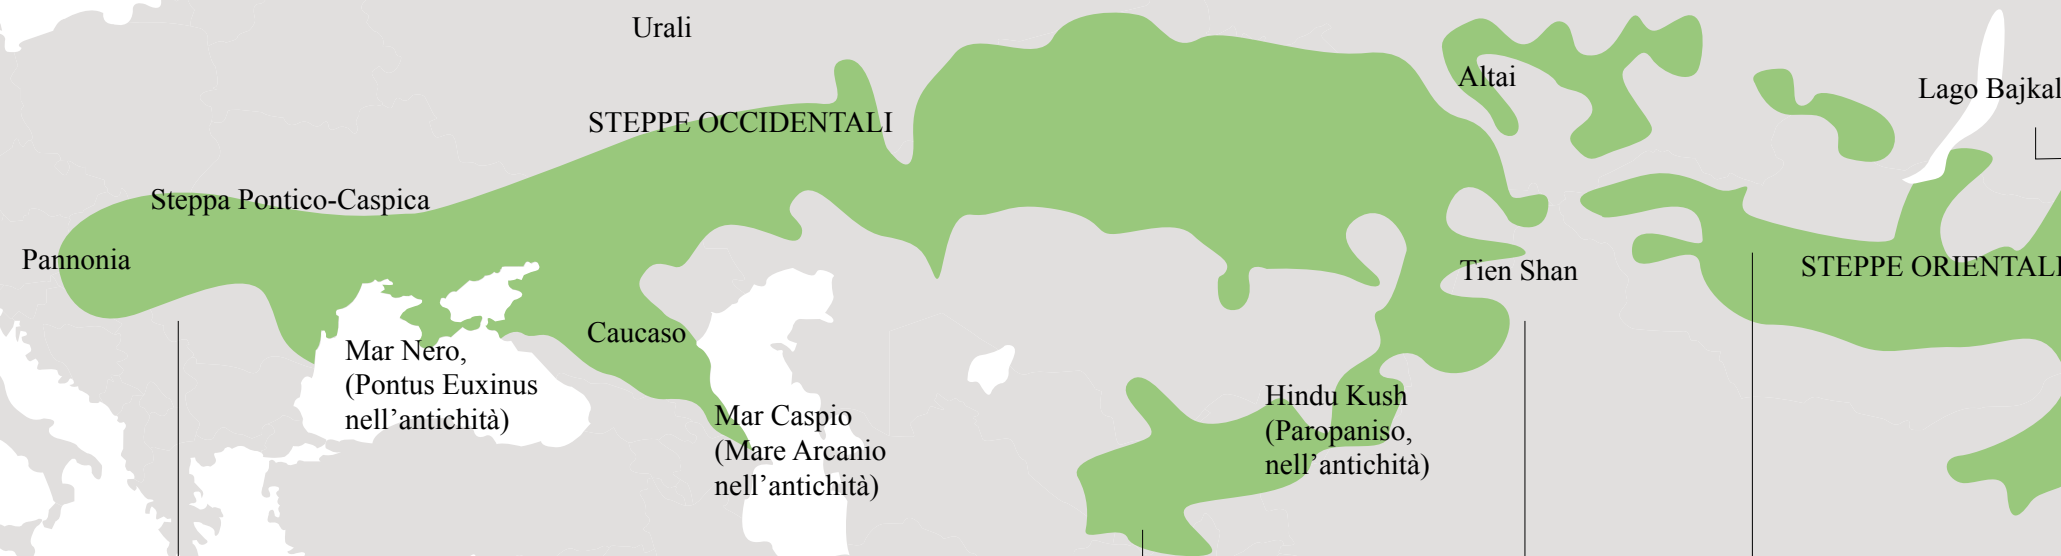 Urali
Altai
Lago Bajkal
STEPPE OCCIDENTALI
Steppa Pontico-Caspica
Pannonia
STEPPE ORIENTALI
Tien Shan
Caucaso
Mar Nero,
(Pontus Euxinus
nell’antichità)
Hindu Kush
(Paropaniso,
nell’antichità)
Mar Caspio
(Mare Arcanio
nell’antichità)